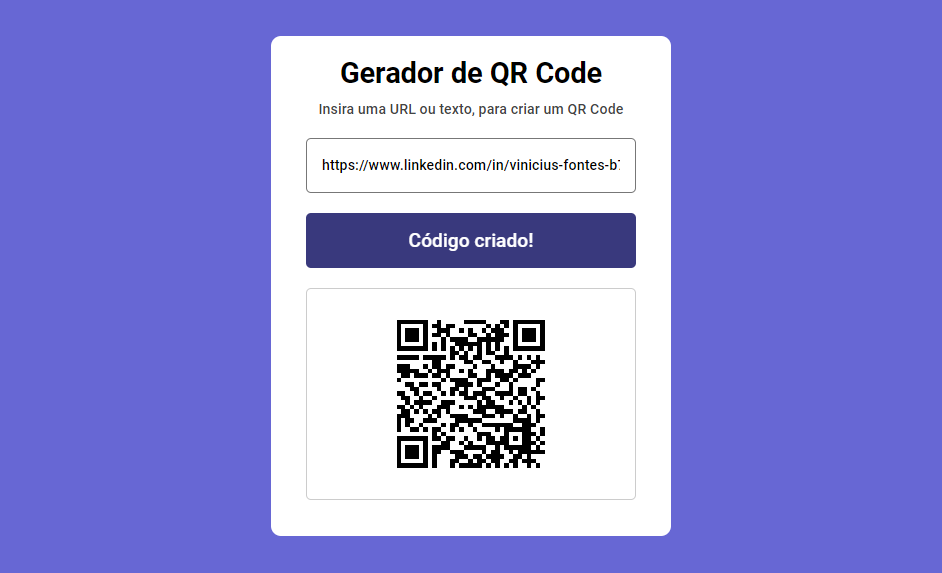 Gerador de QR Code
Insira uma URL ou texto, para criar um QR Code
https://www.linkedin.com/in/vinicius-fontes-b
Código criado!